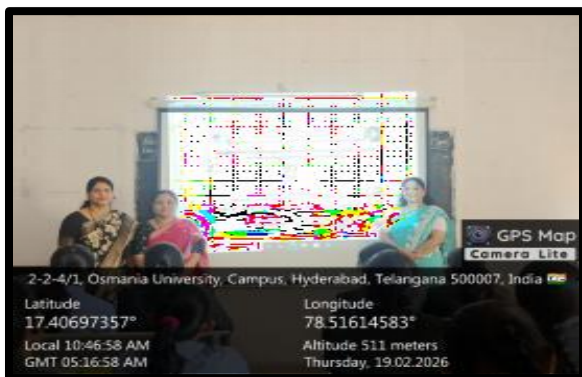 GPS Map
Camera Lite
2-2-4/1, Osmania University, Campus, Hyderabad, Telangana 500007, India
Latitude
17.40697357°
Longitude
78.51614583°
Local 10:46:58 AM
GMT 05:16:58 AM
Altitude 511 meters
Thursday, 19.02.2026